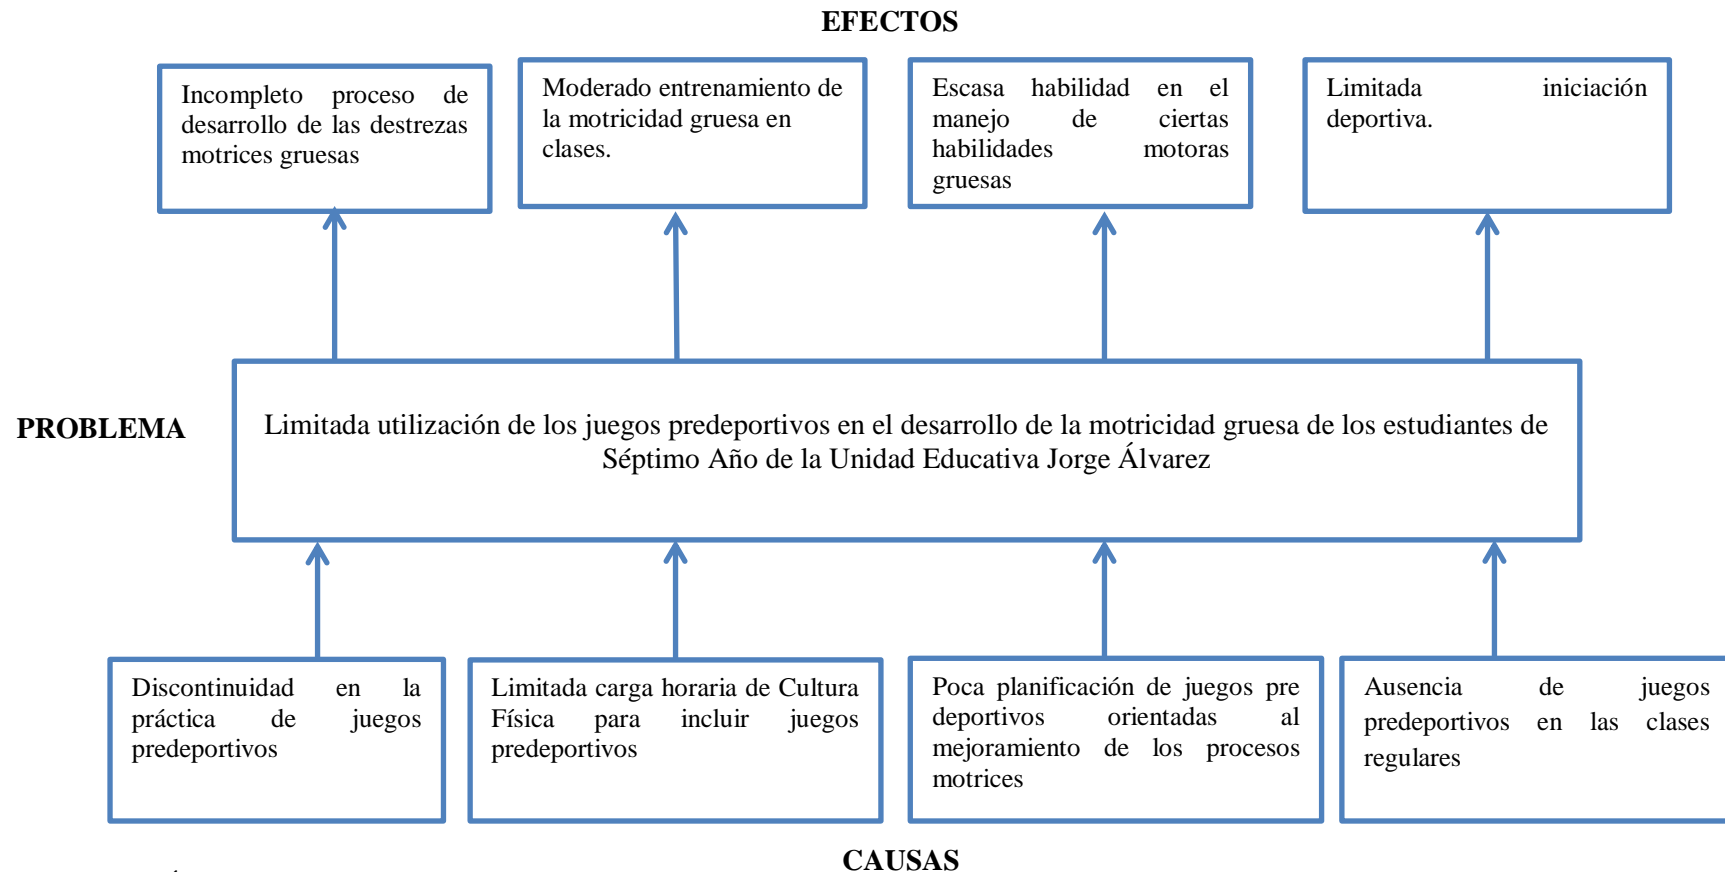 EFECTOS
Incompleto proceso de
desarrollo de las destrezas
motrices gruesas
Moderado entrenamiento de
la motricidad gruesa en
clases.
Escasa habilidad en el
manejo de ciertas
habilidades motoras
gruesas
Limitada iniciación
deportiva.
PROBLEMA
Limitada utilización de los juegos predeportivos en el desarrollo de la motricidad gruesa de los estudiantes de
Séptimo Año de la Unidad Educativa Jorge Álvarez
Discontinuidad en la
práctica de juegos
predeportivos
Limitada carga horaria de Cultura
Física para incluir juegos
predeportivos
Poca planificación de juegos pre
deportivos orientadas al
mejoramiento de los procesos
motrices
Ausencia de juegos
predeportivos en las clases
regulares
CAUSAS